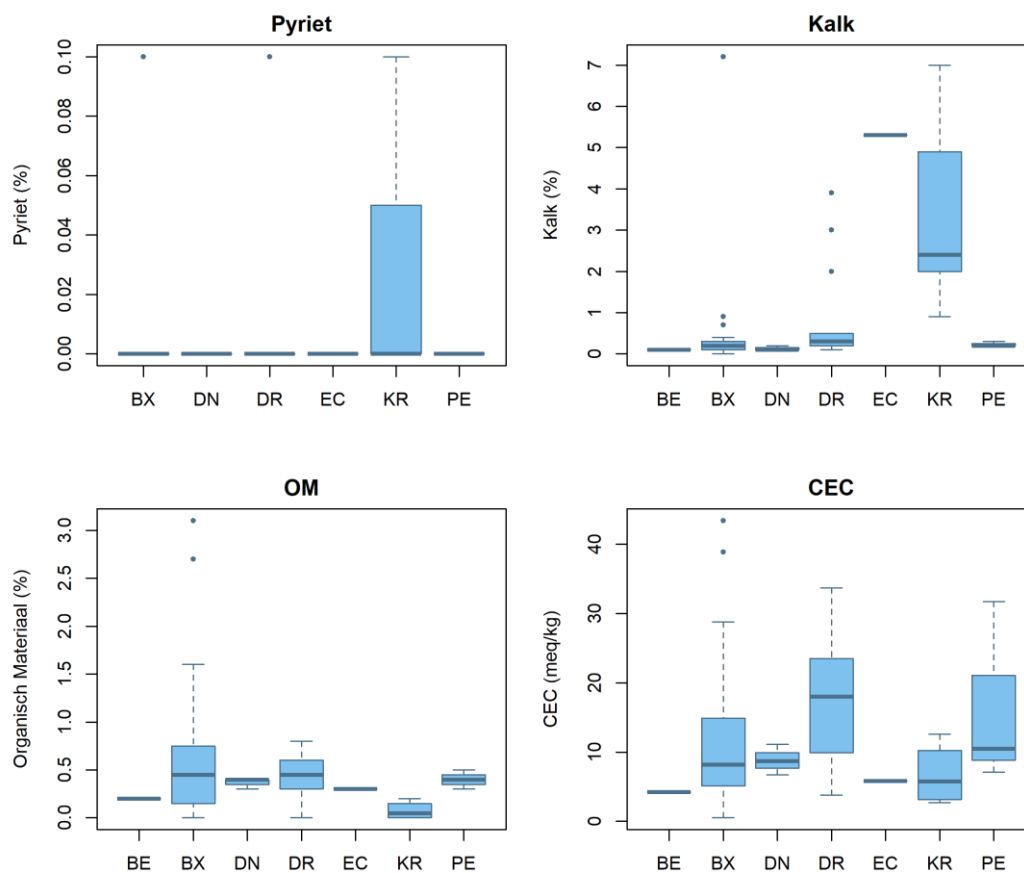 Pyriet
Pyriet (%)
0.00 0.02 0.04 0.06 0.08 0.10
BX DN DR EC KR PE
Kalk
Kalk (%)
0 1 2 3 4 5 6 7
BE BX DN DR EC KR PE
OM
Organisch Materiaal (%)
0.0 0.5 1.0 1.5 2.0 2.5 3.0
BE BX DN DR EC KR PE
CEC
CEC (meq/kg)
0 10 20 30 40
BE BX DN DR EC KR PE